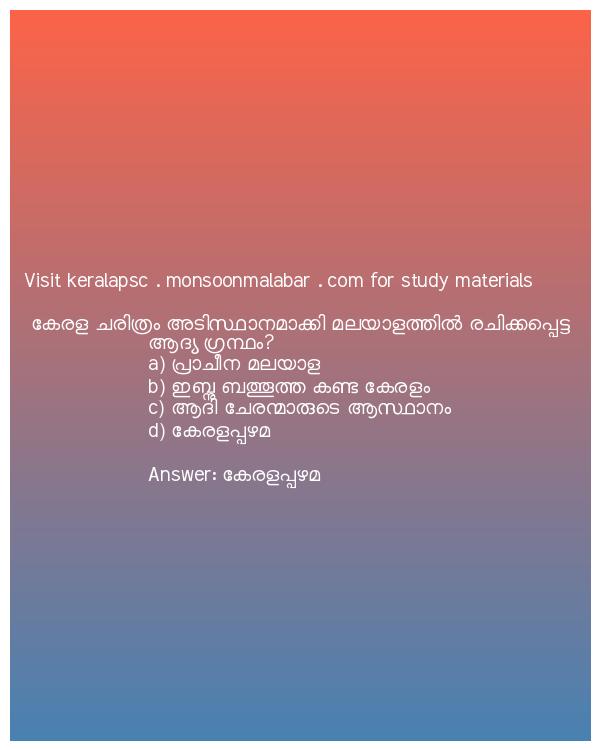 Visit keralapsc . monsoonmalabar . com for study materials
കേരള ചരിത്രം അടിസ്ഥാനമാക്കി മലയാളത്തിൽ രചിക്കപ്പെട്ട
ആദ്യ ഗ്രന്ഥം?
a) പ്രാചീന മലയാള
b) ഇബ്നു ബത്തൂത്ത കണ്ട കേരളം
c) ആദി ചേരന്മാരുടെ ആസ്ഥാനം
d) കേരളപ്പഴമ
Answer: കേരളപ്പഴമ